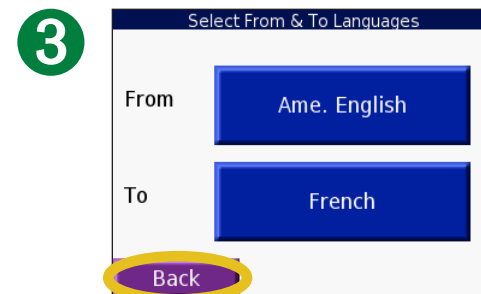 3
Select From & To Languages
From
Ame. English
To
French
Back